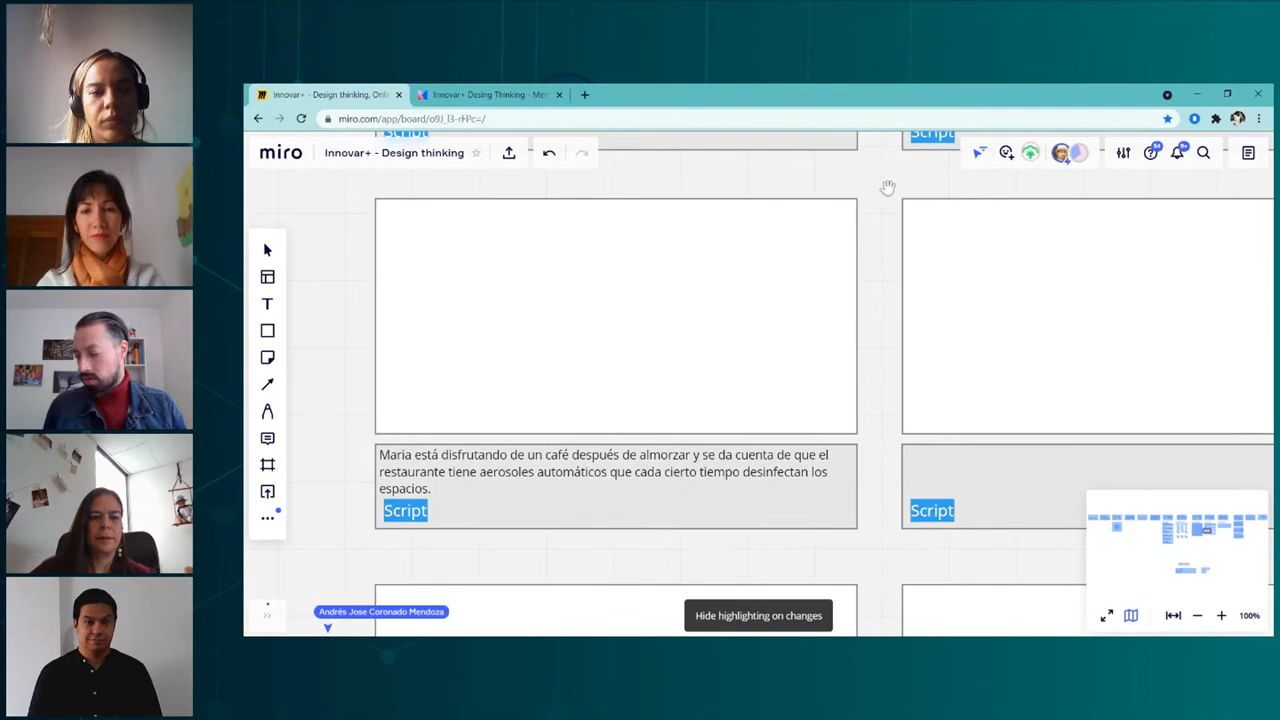 Innovar+ - Design thinking, Onli
Innovar+ Desing Thinking - Me
miro.com/app/board/o9J_l3-rFPc=/
Script
Script
miro
Innovar+ - Design thinking
Maria está disfrutando de un café después de almorzar y se da cuenta de que el
restaurante tiene aerosoles automáticos que cada cierto tiempo desinfectan los
espacios.
Script
Script
Andrés Jose Coronado Mendoza
Hide highlighting on changes
100%